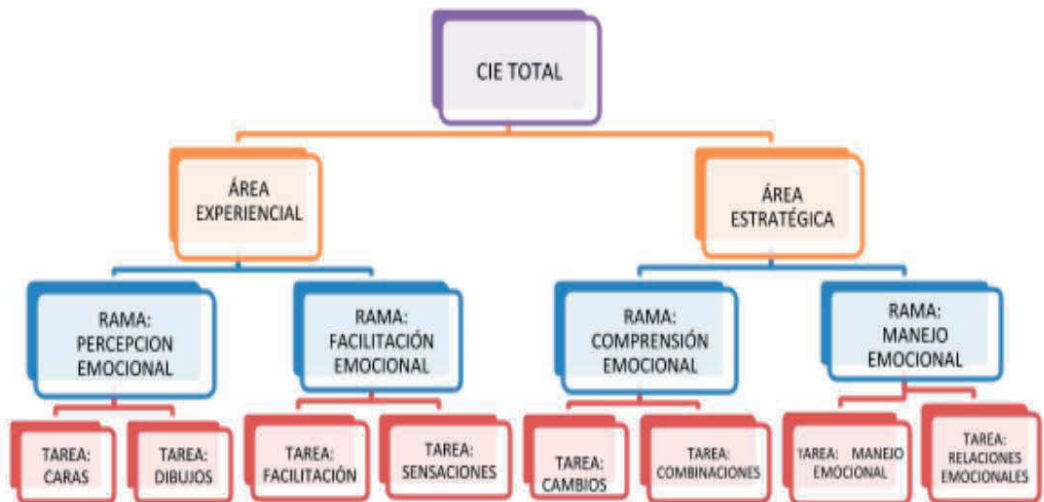 CIE TOTAL
ÁREA
EXPERIENCIAL
ÁREA
ESTRATÉGICA
RAMA:
PERCEPCION
EMOCIONAL
RAMA:
FACILITACIÓN
EMOCIONAL
RAMA:
COMPRENSIÓN
EMOCIONAL
RAMA:
MANEJO
EMOCIONAL
TAREA:
CARAS
TAREA:
DIBUJOS
TAREA:
FACILITACIÓN
TAREA:
SENSACIONES
TAREA:
CAMBIOS
TAREA:
COMBINACIONES
TAREA: MANEJO
EMOCIONAL
TAREA:
RELACIONES
EMOCIONALES